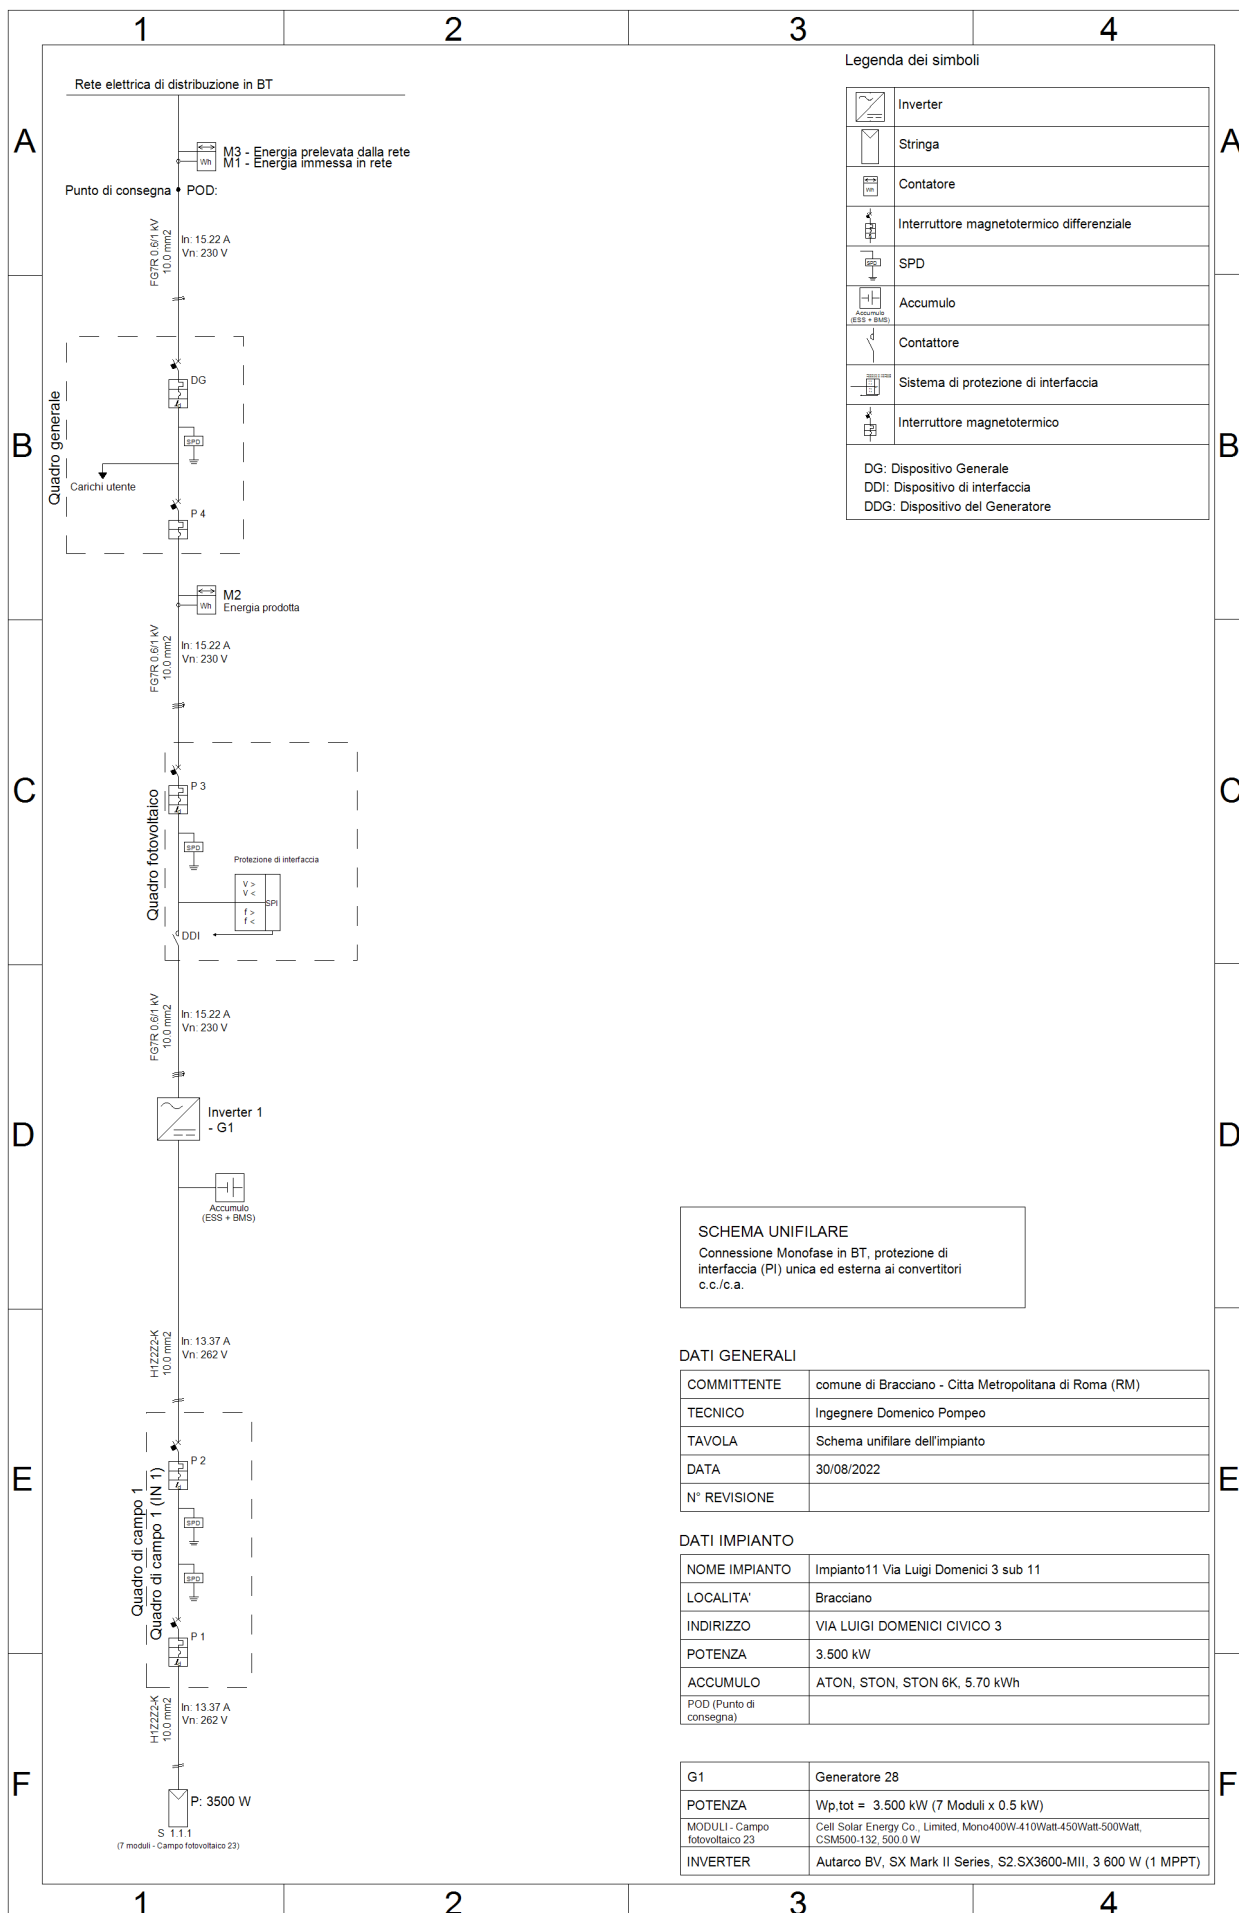 1 2 3 4
A
B
C
D
E
F
A
B
C
D
E
F
Rete elettrica di distribuzione in BT
Wh
M3 - Energia prelevata dalla rete
M1 - Energia immessa in rete
Punto di consegna
POD:
FG7R 0.6/1 kV
10.0 mm2
In: 15.22 A
Vn: 230 V
Quadro generale
DG
SPD
Carichi utente
P 4
Wh
M2
Energia prodotta
FG7R 0.6/1 kV
10.0 mm2
In: 15.22 A
Vn: 230 V
Quadro fotovoltaico
P 3
SPD
Protezione di interfaccia
V >
V <
f >
f <
SPI
DDI
FG7R 0.6/1 kV
10.0 mm2
In: 15.22 A
Vn: 230 V
Inverter 1
- G1
Accumulo
(ESS + BMS)
H1Z2Z2-K
10.0 mm2
In: 13.37 A
Vn: 262 V
Quadro di campo 1
Quadro di campo 1 (IN 1)
P 2
SPD
SPD
P 1
H1Z2Z2-K
10.0 mm2
In: 13.37 A
Vn: 262 V
P: 3500 W
S 1.1.1
(7 moduli - Campo fotovoltaico 23)
Legenda dei simboli
Inverter
Stringa
Wh
Contatore
Interruttore magnetotermico differenziale
SPD
SPD
Accumulo
(ESS + BMS)
Accumulo
Contattore
Sistema di protezione di interfaccia
Interruttore magnetotermico
DG: Dispositivo Generale
DDI: Dispositivo di interfaccia
DDG: Dispositivo del Generatore
SCHEMA UNIFILARE
Connessione Monofase in BT, protezione di
interfaccia (PI) unica ed esterna ai convertitori
c.c./c.a.
DATI GENERALI
COMMITTENTE comune di Bracciano - Citta Metropolitana di Roma (RM)
TECNICO Ingegnere Domenico Pompeo
TAVOLA Schema unifilare dell'impianto
DATA 30/08/2022
N° REVISIONE
DATI IMPIANTO
NOME IMPIANTO Impianto11 Via Luigi Domenici 3 sub 11
LOCALITA' Bracciano
INDIRIZZO VIA LUIGI DOMENICI CIVICO 3
POTENZA 3.500 kW
ACCUMULO ATON, STON, STON 6K, 5.70 kWh
POD (Punto di
consegna)
G1 Generatore 28
POTENZA Wp,tot = 3.500 kW (7 Moduli x 0.5 kW)
MODULI - Campo
fotovoltaico 23
Cell Solar Energy Co., Limited, Mono400W-410Watt-450Watt-500Watt,
CSM500-132, 500.0 W
INVERTER Autarco BV, SX Mark II Series, S2.SX3600-MII, 3 600 W (1 MPPT)
1 2 3 4